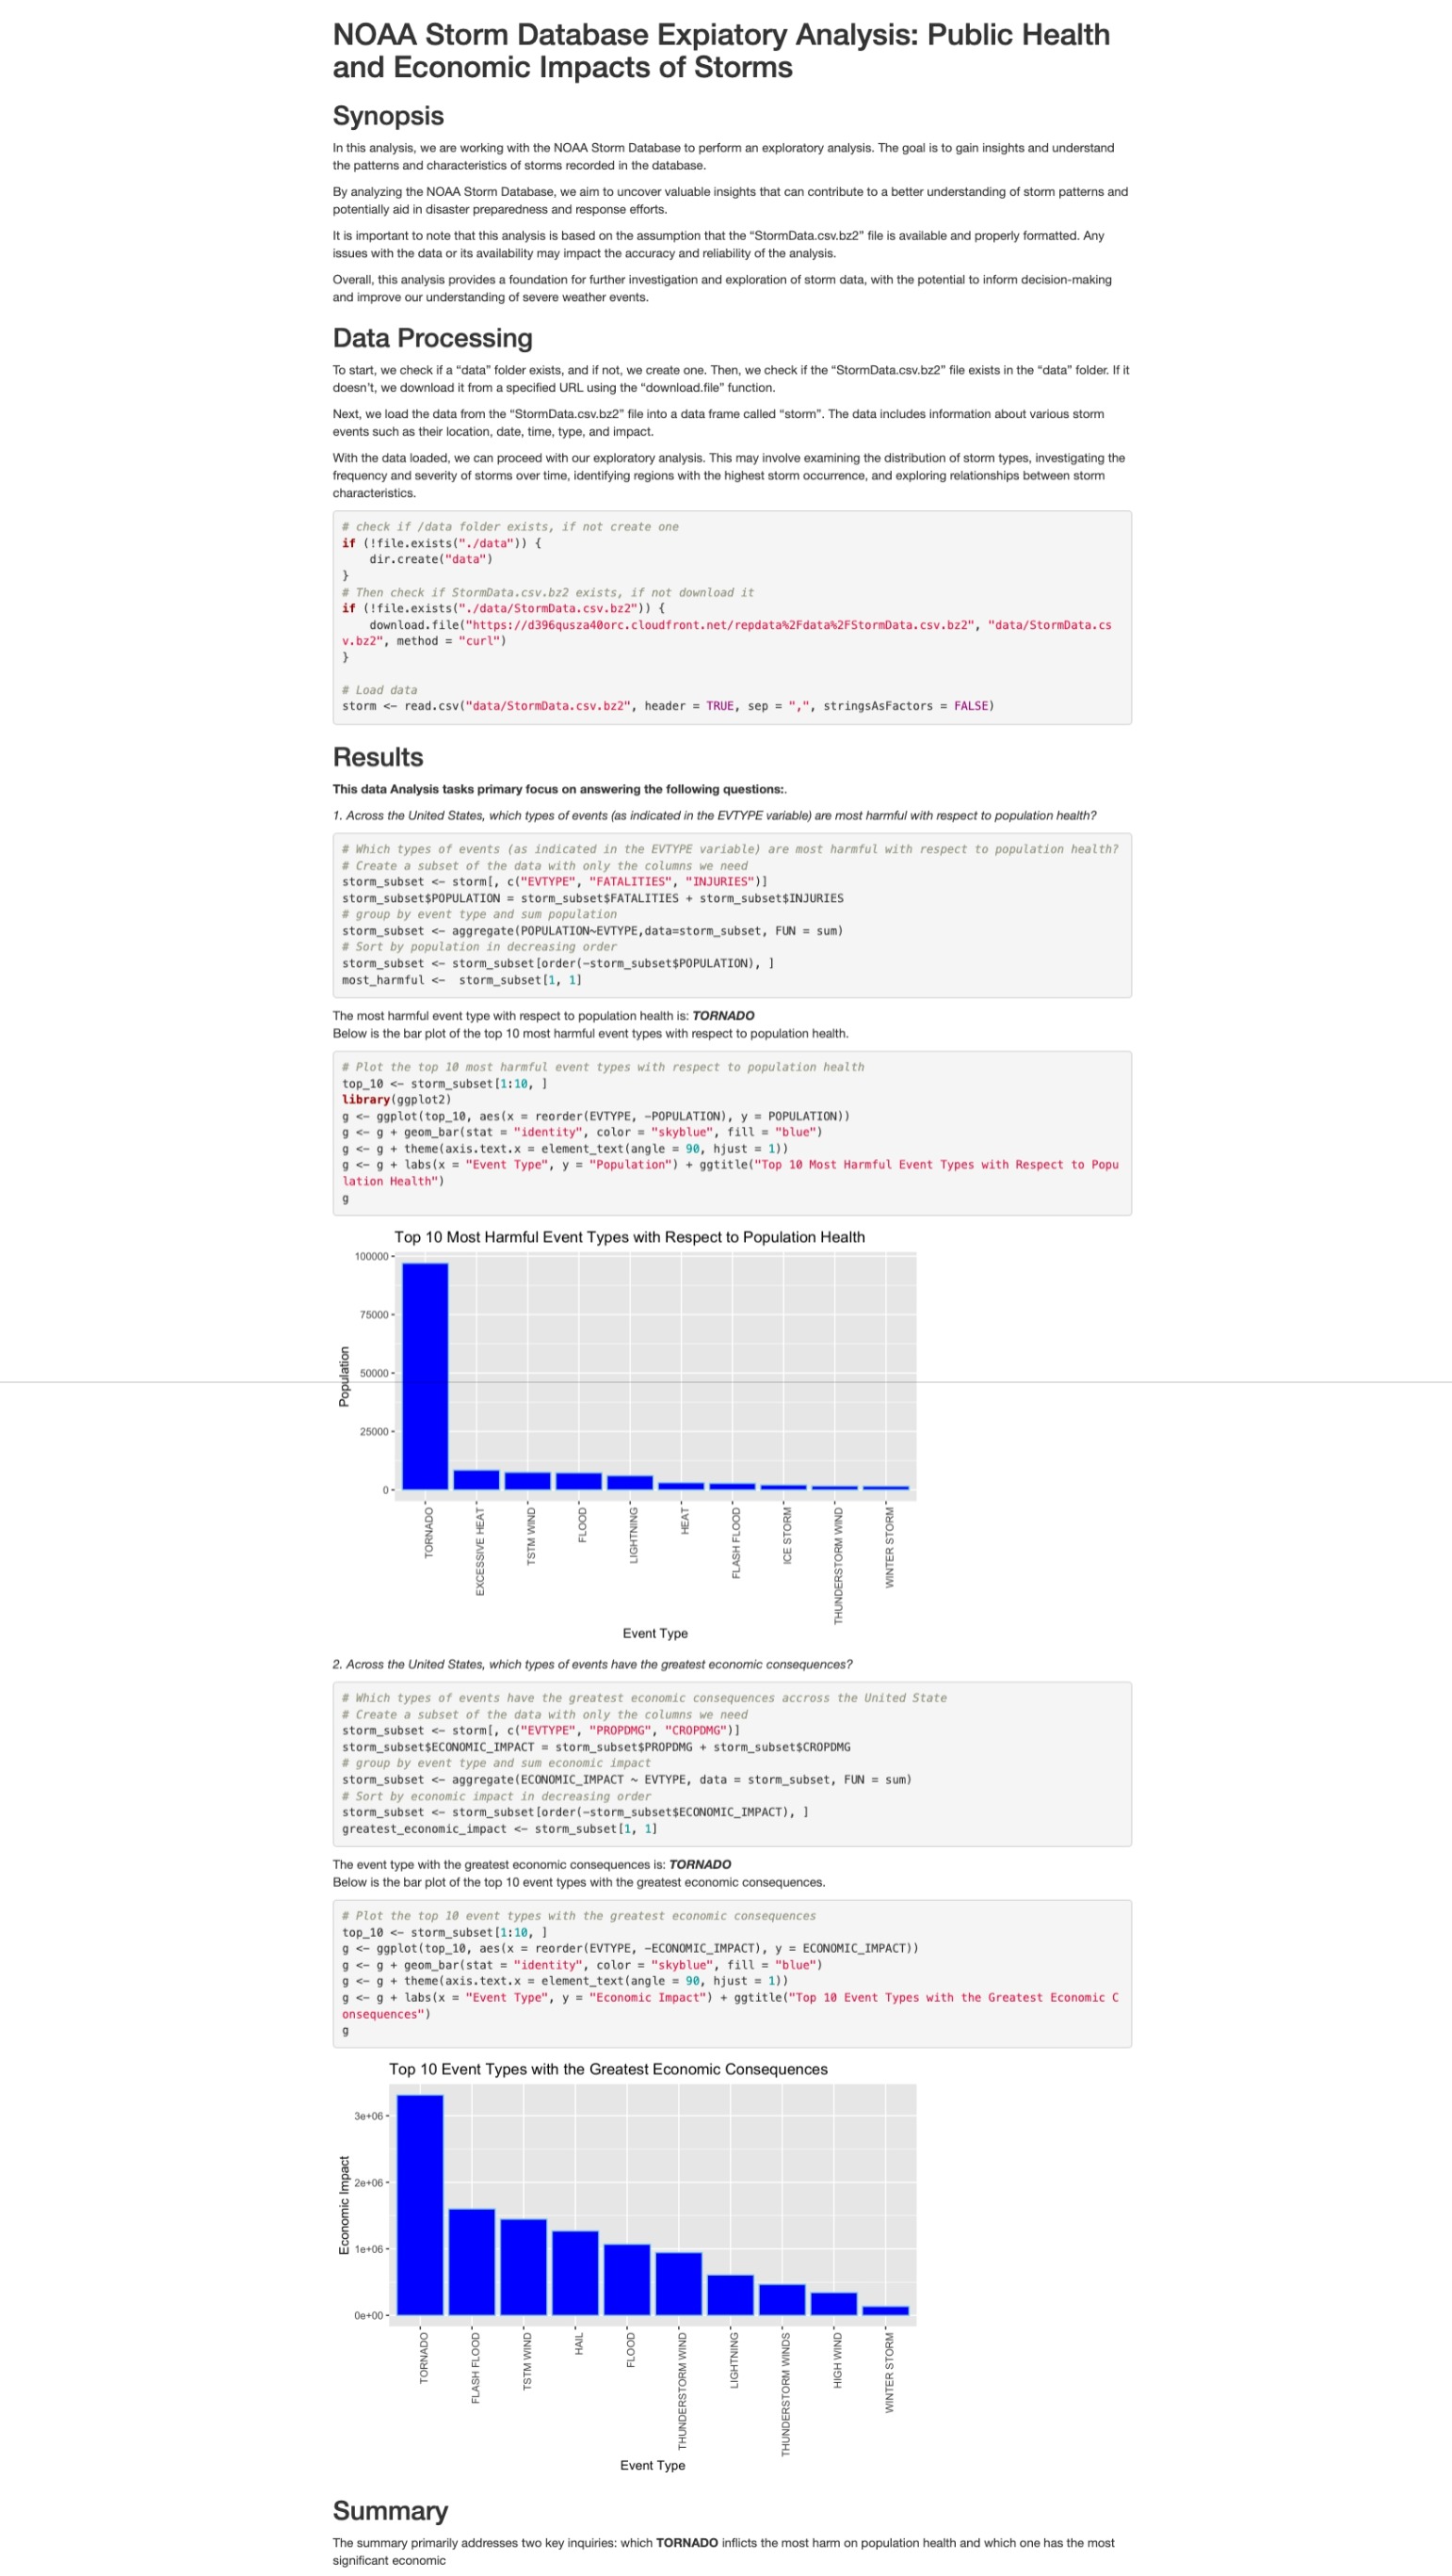 NOAA Storm Database Expiatory Analysis: Public Health
and Economic Impacts of Storms
Synopsis
In this analysis, we are working with the NOAA Storm Database to perform an exploratory analysis. The goal is to gain insights and understand
the patterns and characteristics of storms recorded in the database.
By analyzing the NOAA Storm Database, we aim to uncover valuable insights that can contribute to a better understanding of storm patterns and
potentially aid in disaster preparedness and response efforts.
It is important to note that this analysis is based on the assumption that the “StormData.csv.bz2” file is available and properly formatted. Any
issues with the data or its availability may impact the accuracy and reliability of the analysis.
Overall, this analysis provides a foundation for further investigation and exploration of storm data, with the potential to inform decision-making
and improve our understanding of severe weather events.
Data Processing
To start, we check if a “data” folder exists, and if not, we create one. Then, we check if the “StormData.csv.bz2” file exists in the “data” folder. If it
doesn’t, we download it from a specified URL using the “download.file” function.
Next, we load the data from the “StormData.csv.bz2” file into a data frame called “storm”. The data includes information about various storm
events such as their location, date, time, type, and impact.
With the data loaded, we can proceed with our exploratory analysis. This may involve examining the distribution of storm types, investigating the
frequency and severity of storms over time, identifying regions with the highest storm occurrence, and exploring relationships between storm
characteristics.
# check if /data folder exists, if not create one
if (!file.exists("./data")) {
    dir.create("data")
}
# Then check if StormData.csv.bz2 exists, if not download it
if (!file.exists("./data/StormData.csv.bz2")) {
    download.file("https://d396qusza40orc.cloudfront.net/repdata%2Fdata%2FStormData.csv.bz2", "data/StormData.cs
v.bz2", method = "curl")
}
# Load data
storm <- read.csv("data/StormData.csv.bz2", header = TRUE, sep = ",", stringsAsFactors = FALSE)
Results
This data Analysis tasks primary focus on answering the following questions:.
1. Across the United States, which types of events (as indicated in the EVTYPE variable) are most harmful with respect to population health?
# Which types of events (as indicated in the EVTYPE variable) are most harmful with respect to population health?
# Create a subset of the data with only the columns we need
storm_subset <- storm[, c("EVTYPE", "FATALITIES", "INJURIES")]
storm_subset$POPULATION = storm_subset$FATALITIES + storm_subset$INJURIES
# group by event type and sum population
storm_subset <- aggregate(POPULATION~EVTYPE,data=storm_subset, FUN = sum)
# Sort by population in decreasing order
storm_subset <- storm_subset[order(-storm_subset$POPULATION), ]
most_harmful <-  storm_subset[1, 1]
The most harmful event type with respect to population health is: TORNADO
Below is the bar plot of the top 10 most harmful event types with respect to population health.
# Plot the top 10 most harmful event types with respect to population health
top_10 <- storm_subset[1:10, ]
library(ggplot2)
g <- ggplot(top_10, aes(x = reorder(EVTYPE, -POPULATION), y = POPULATION))
g <- g + geom_bar(stat = "identity", color = "skyblue", fill = "blue")
g <- g + theme(axis.text.x = element_text(angle = 90, hjust = 1))
g <- g + labs(x = "Event Type", y = "Population") + ggtitle("Top 10 Most Harmful Event Types with Respect to Popu
lation Health")
g
Top 10 Most Harmful Event Types with Respect to Population Health
100000
75000
50000
25000
0
Population
TORNADO
EXCESSIVE HEAT
TSTM WIND
FLOOD
LIGHTNING
HEAT
FLASH FLOOD
ICE STORM
THUNDERSTORM WIND
WINTER STORM
Event Type
2. Across the United States, which types of events have the greatest economic consequences?
# Which types of events have the greatest economic consequences accross the United State
# Create a subset of the data with only the columns we need
storm_subset <- storm[, c("EVTYPE", "PROPDMG", "CROPDMG")]
storm_subset$ECONOMIC_IMPACT = storm_subset$PROPDMG + storm_subset$CROPDMG
# group by event type and sum economic impact
storm_subset <- aggregate(ECONOMIC_IMPACT ~ EVTYPE, data = storm_subset, FUN = sum)
# Sort by economic impact in decreasing order
storm_subset <- storm_subset[order(-storm_subset$ECONOMIC_IMPACT), ]
greatest_economic_impact <- storm_subset[1, 1]
The event type with the greatest economic consequences is: TORNADO
Below is the bar plot of the top 10 event types with the greatest economic consequences.
# Plot the top 10 event types with the greatest economic consequences
top_10 <- storm_subset[1:10, ]
g <- ggplot(top_10, aes(x = reorder(EVTYPE, -ECONOMIC_IMPACT), y = ECONOMIC_IMPACT))
g <- g + geom_bar(stat = "identity", color = "skyblue", fill = "blue")
g <- g + theme(axis.text.x = element_text(angle = 90, hjust = 1))
g <- g + labs(x = "Event Type", y = "Economic Impact") + ggtitle("Top 10 Event Types with the Greatest Economic C
onsequences")
g
Top 10 Event Types with the Greatest Economic Consequences
3e+06
2e+06
1e+06
0e+00
Economic Impact
TORNADO
FLASH FLOOD
TSTM WIND
HAIL
FLOOD
THUNDERSTORM WIND
LIGHTNING
THUNDERSTORM WINDS
HIGH WIND
WINTER STORM
Event Type
Summary
The summary primarily addresses two key inquiries: which TORNADO inflicts the most harm on population health and which one has the most
significant economic